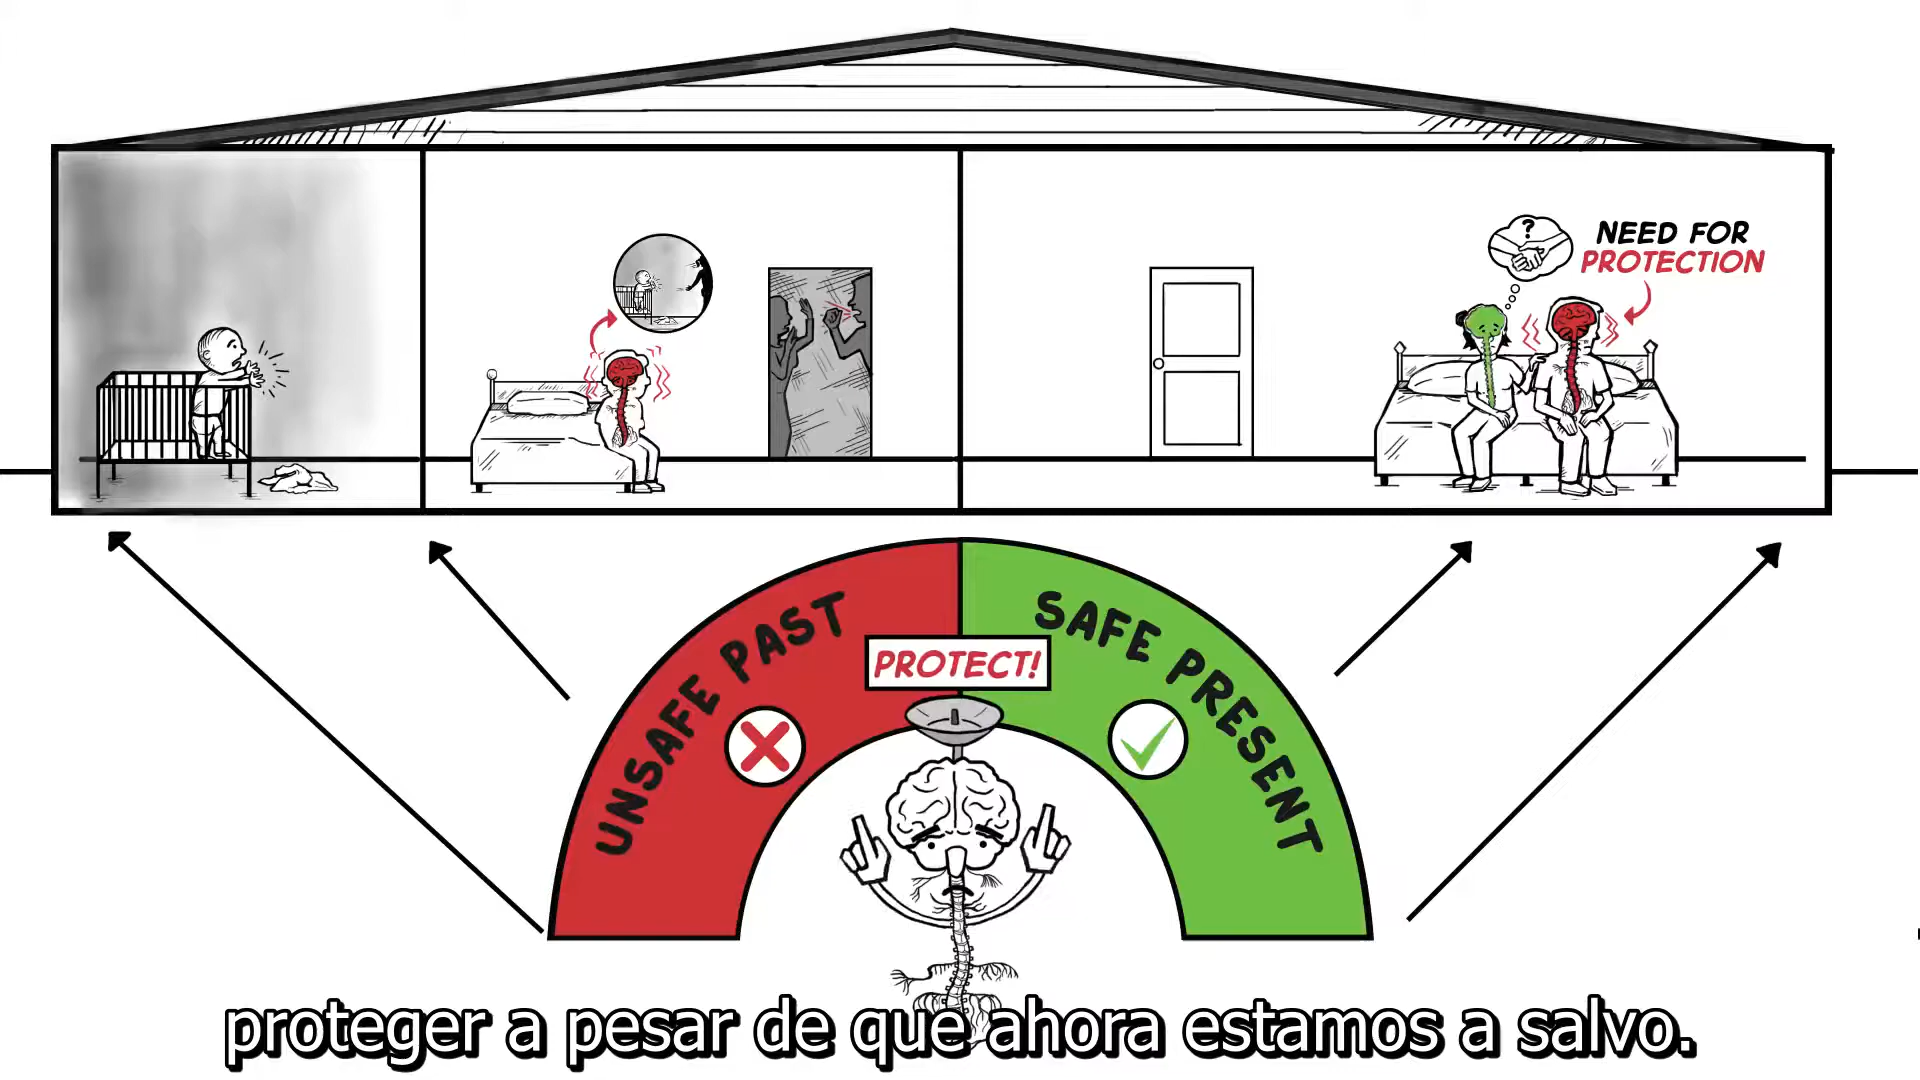 ?
NEED FOR
PROTECTION
UNSAFE PAST
PROTECT!
SAFE PRESENT
proteger a pesar de que ahora estamos a salvo.